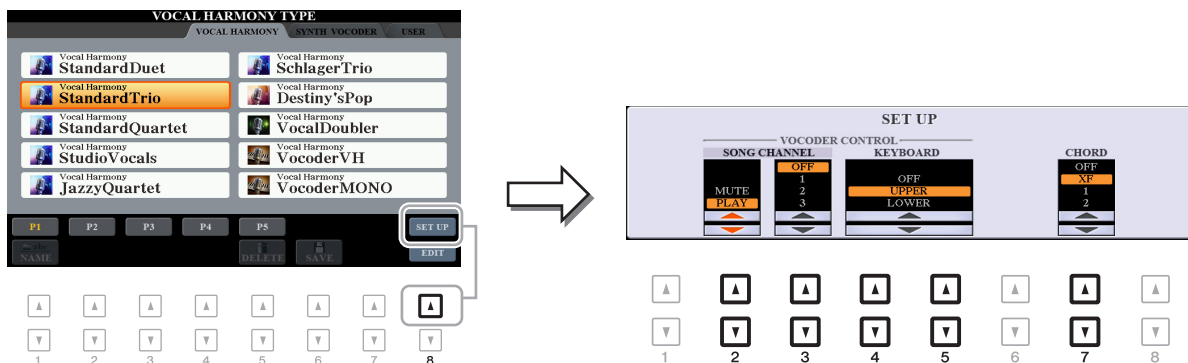 VOCAL HARMONY TYPE
VOCAL HARMONY SYNTH VOCODER USER
Vocal Harmony Vocal Harmony
StandardDuet SchlagerTrio
Vocal Harmony Vocal Harmony
StandardTrio Destiny'sPop
Vocal Harmony Vocal Harmony
StandardQuartet VocalDoubler
Vocal Harmony Vocal Harmony
StudioVocals VocoderVH
Vocal Harmony Vocal Harmony
JazzyQuartet VocoderMONO
P1 P2 P3 P4 P5 SET UP
NAME DELETE SAVE EDIT
1 2 3 4 5 6 7 8
SET UP
VOCODER CONTROL
SONG CHANNEL KEYBOARD CHORD
OFF OFF
1 OFF XF
MUTE 2 UPPER 1
PLAY 3 LOWER 2
1 2 3 4 5 6 7 8